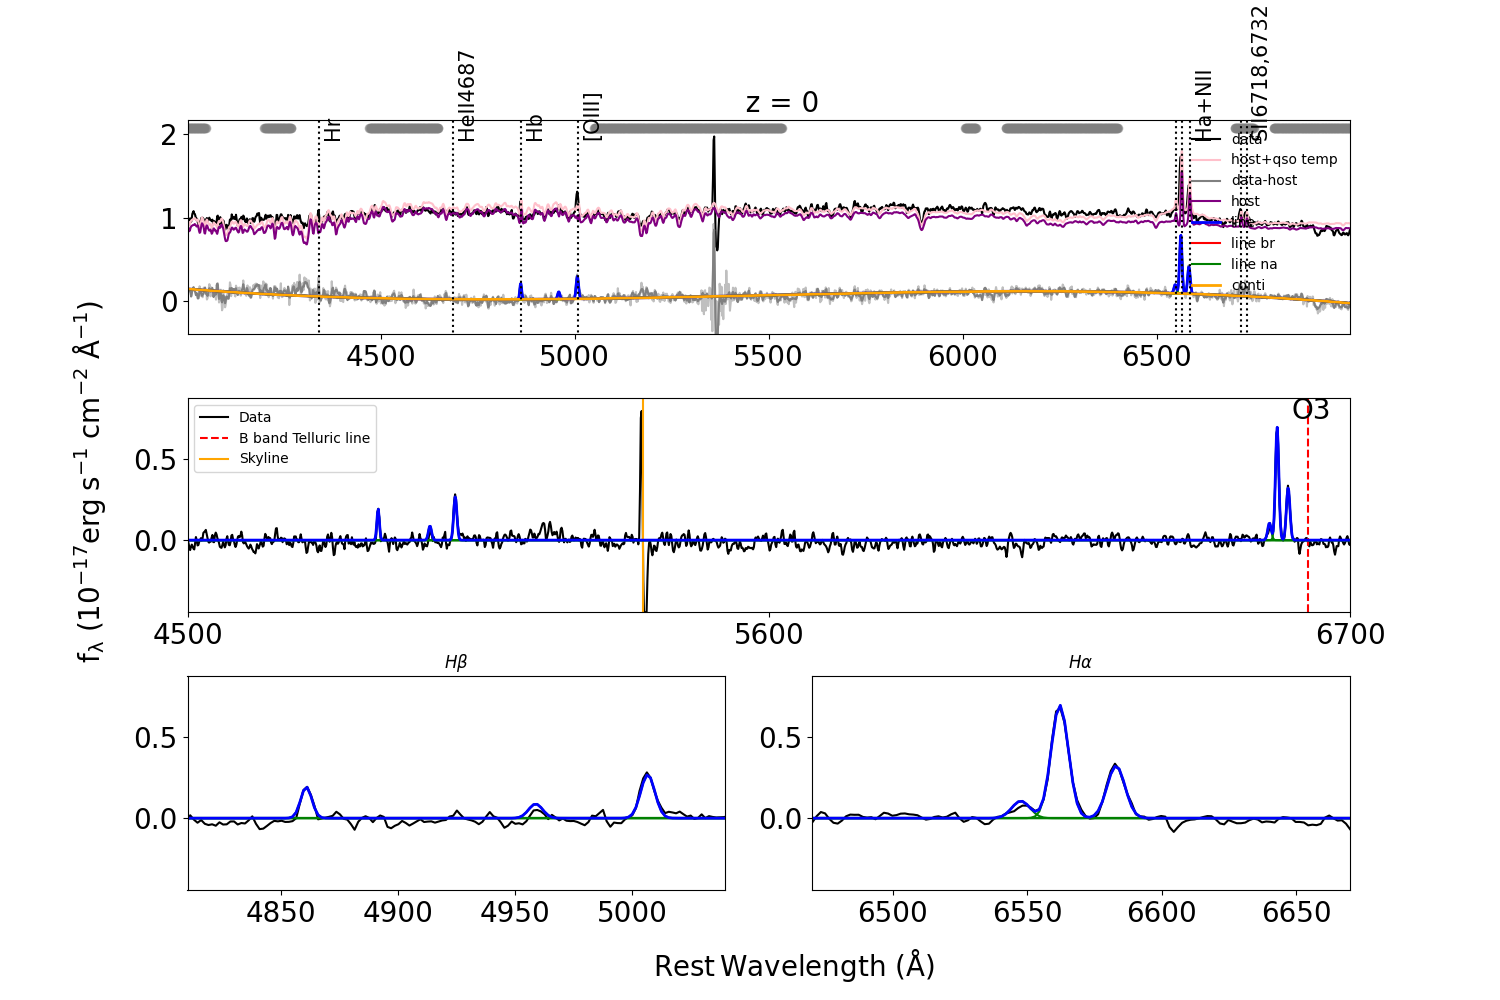 z = 0
Hr
HeII4687
Hb
[OIII]
Ha+NII
SII6718,6732
data
host+qso temp
data-host
host
line
line br
line na
conti
2
1
0
4500 5000 5500 6000 6500
fλ (10⁻¹⁷erg s⁻¹ cm⁻² Å⁻¹)
Data
B band Telluric line
Skyline
O3
0.5
0.0
4500 5600 6700
Hβ
0.5
0.0
4850 4900 4950 5000
Hα
0.5
0.0
6500 6550 6600 6650
Rest Wavelength (Å)